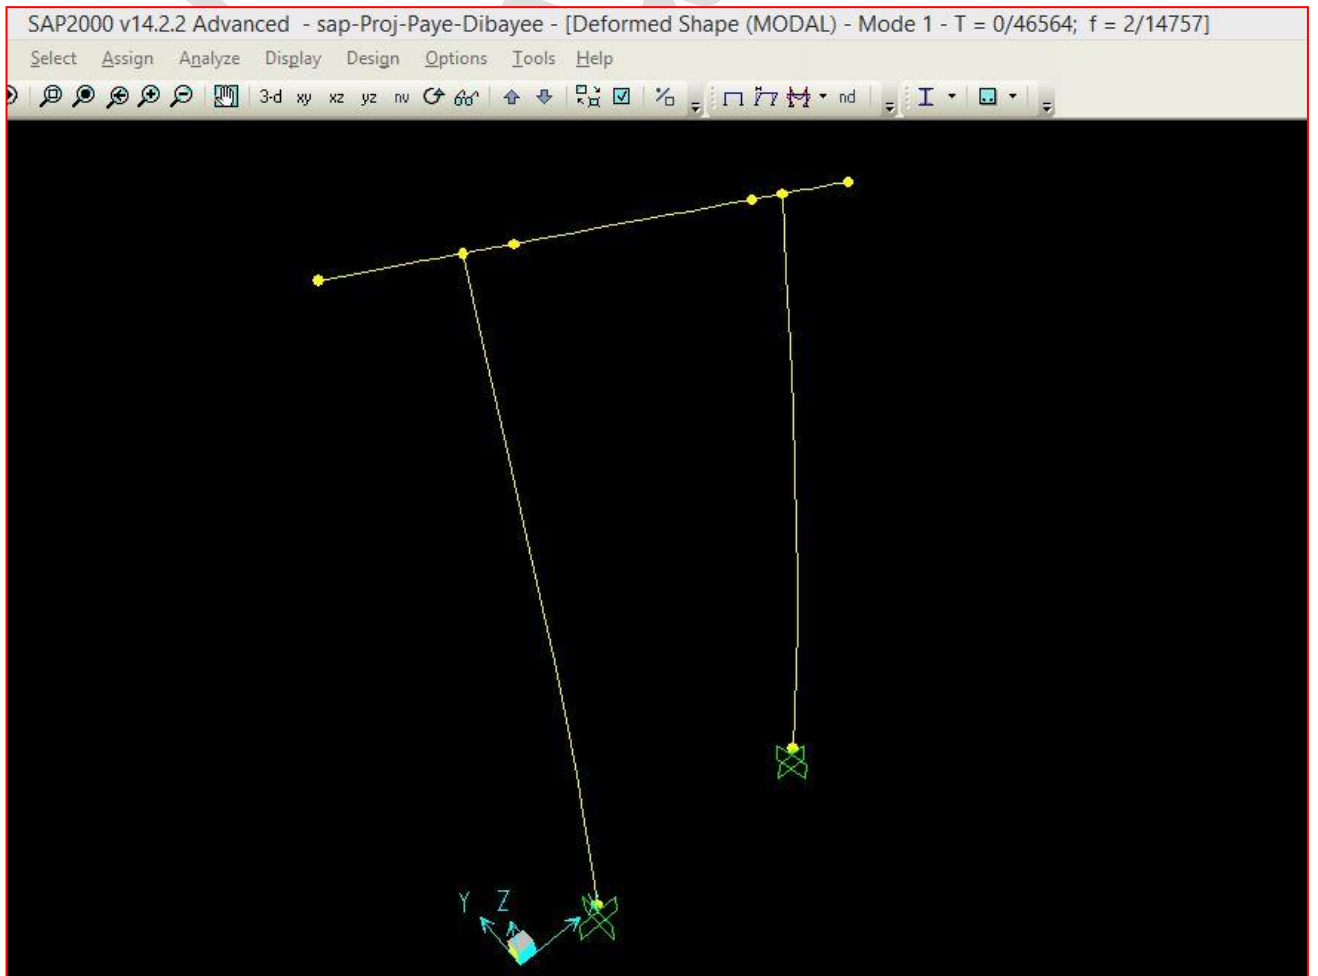 SAP2000 v14.2.2 Advanced - sap-Proj-Paye-Dibayee - [Deformed Shape (MODAL) - Mode 1 - T = 0/46564; f = 2/14757]
Select Assign Analyze Display Design Options Tools Help
3-d xy xz yz nv nd
Y Z